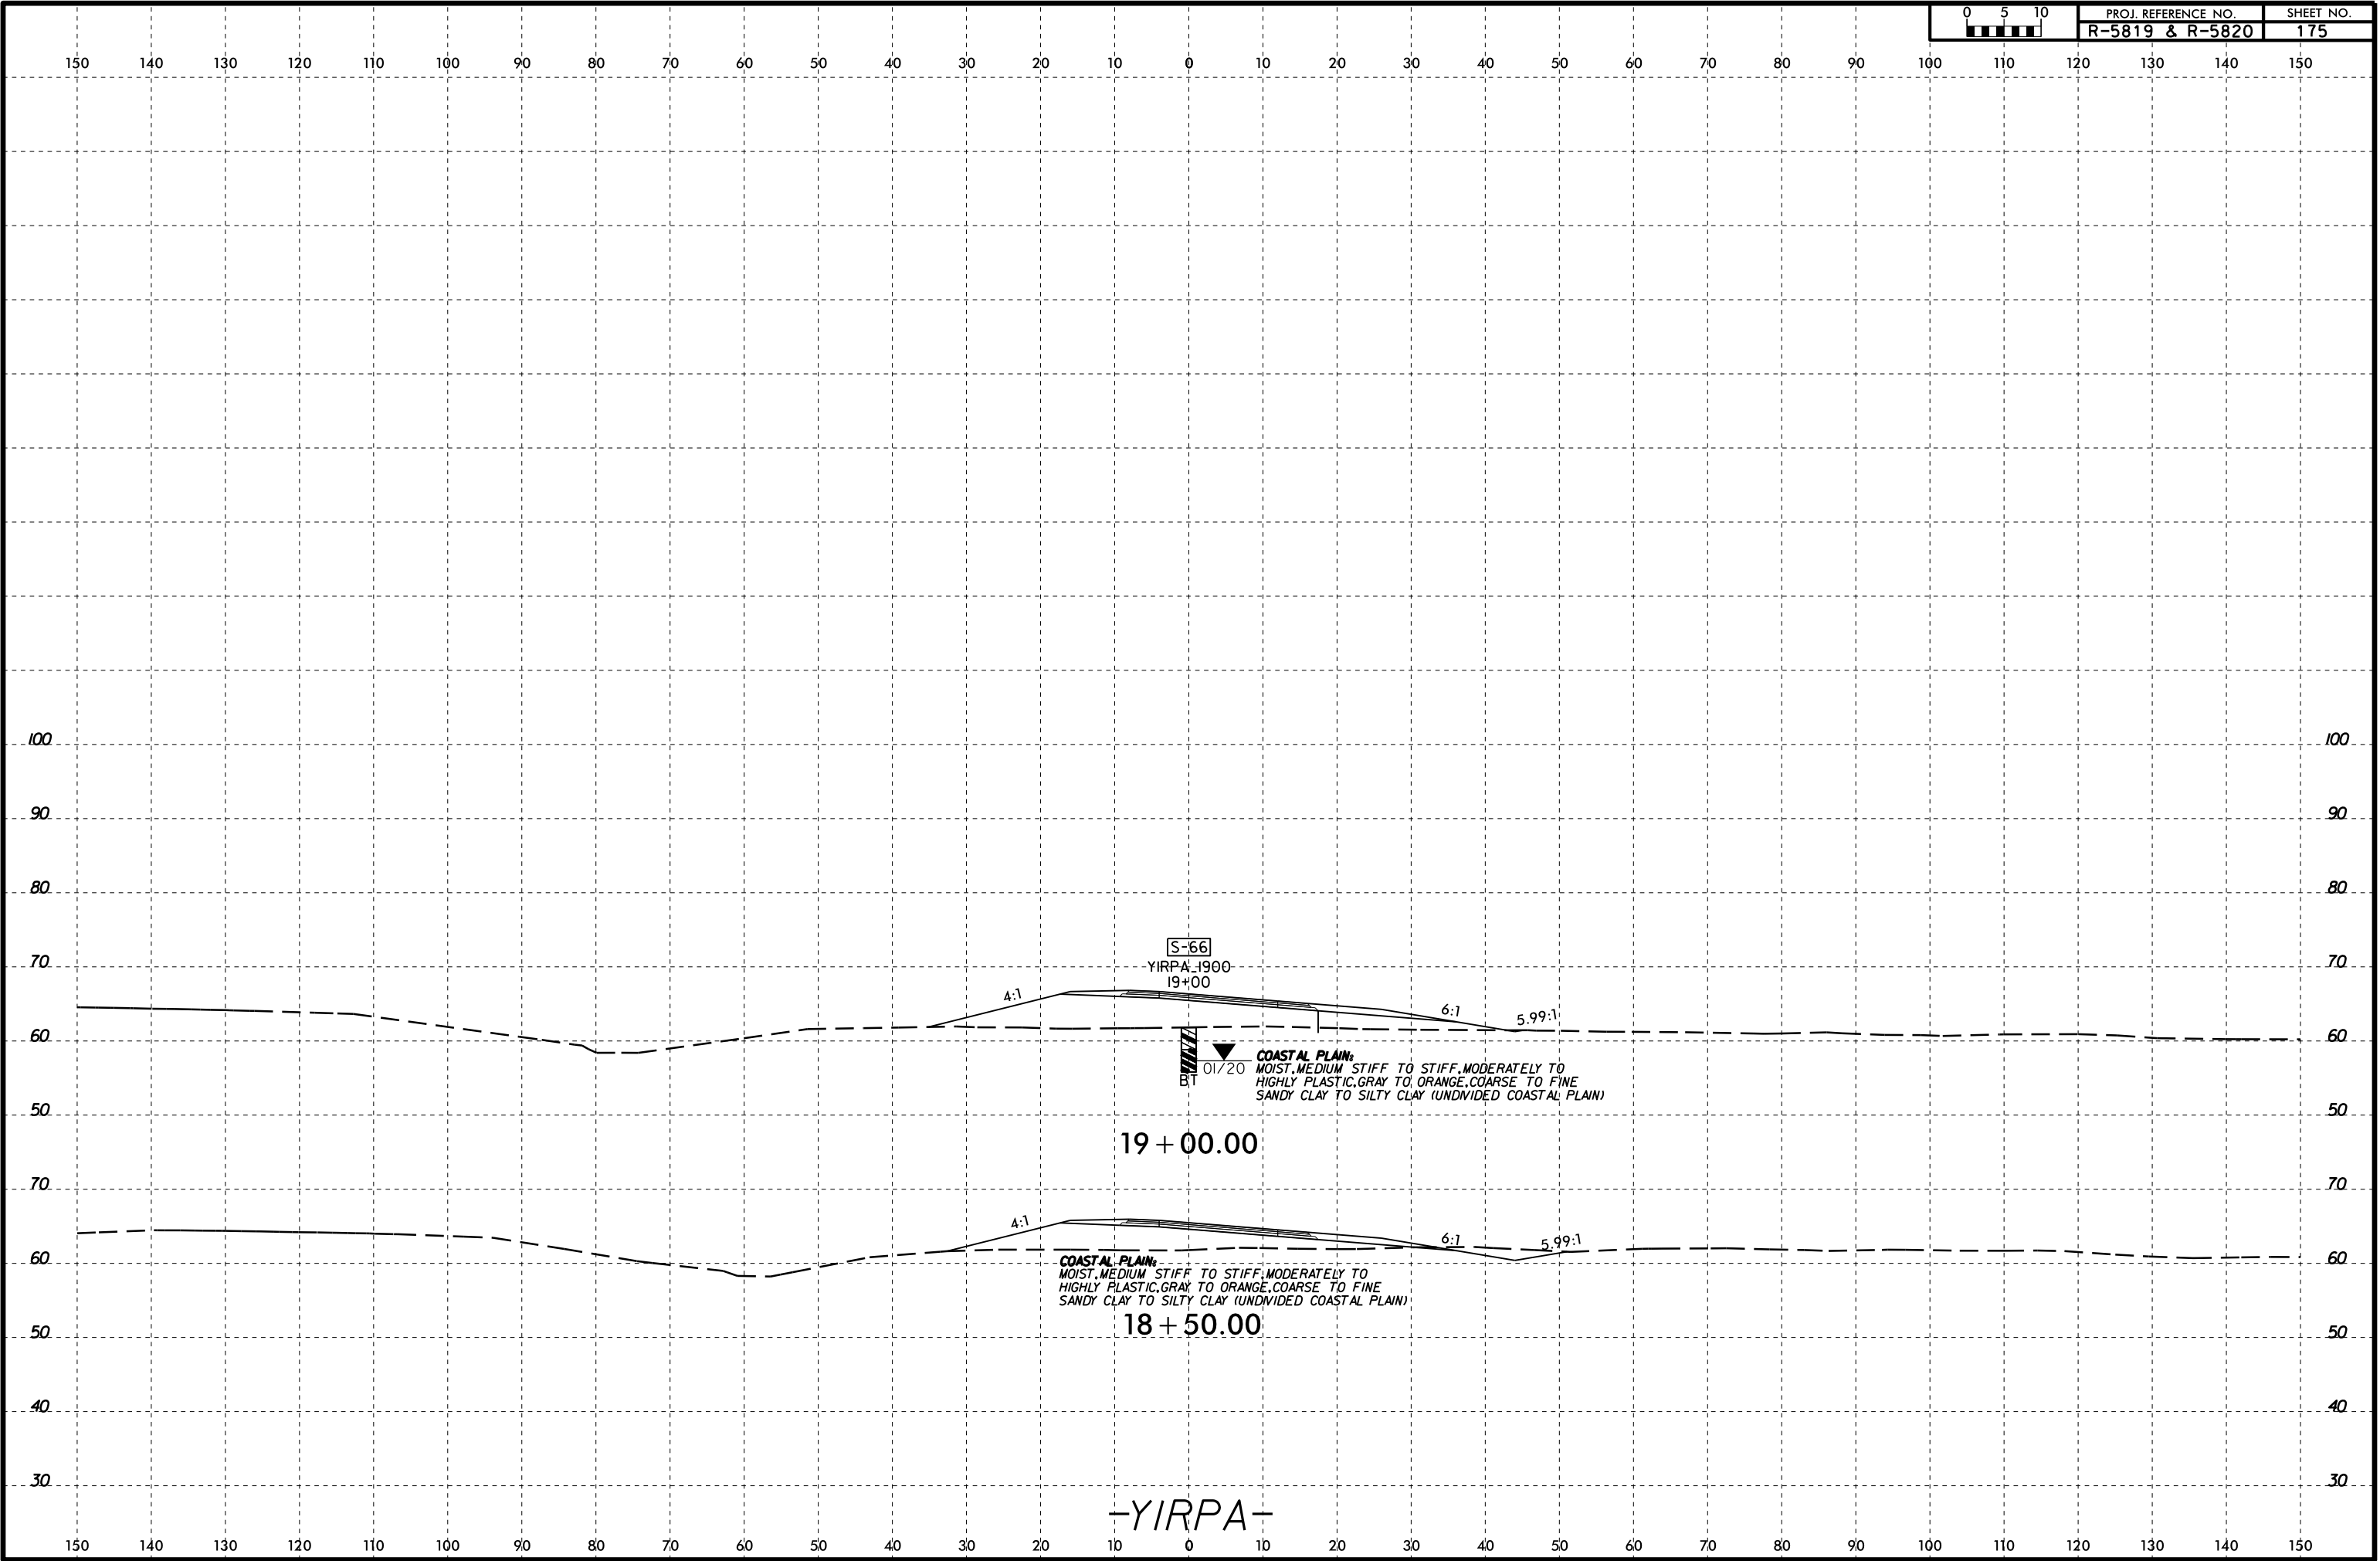 0 5 10
PROJ. REFERENCE NO.
SHEET NO.
R-5819 & R-5820
175
150 140 130 120 110 100 90 80 70 60 50 40 30 20 10 0 10 20 30 40 50 60 70 80 90 100 110 120 130 140 150
100 100
90 90
80 80
S-66
70 YIRPA_1900 70
19+00
4:1 6:1 5.99:1
60 60
01/20
BT
COASTAL PLAIN:
MOIST,MEDIUM STIFF TO STIFF,MODERATELY TO
HIGHLY PLASTIC,GRAY TO ORANGE,COARSE TO FINE
SANDY CLAY TO SILTY CLAY (UNDIVIDED COASTAL PLAIN)
50 50
19+00.00
70 70
4:1 6:1 5.99:1
60 60
COASTAL PLAIN:
MOIST,MEDIUM STIFF TO STIFF,MODERATELY TO
HIGHLY PLASTIC,GRAY TO ORANGE,COARSE TO FINE
SANDY CLAY TO SILTY CLAY (UNDIVIDED COASTAL PLAIN)
18+50.00
50 50
40 40
30 30
-YIRPA-
150 140 130 120 110 100 90 80 70 60 50 40 30 20 10 0 10 20 30 40 50 60 70 80 90 100 110 120 130 140 150